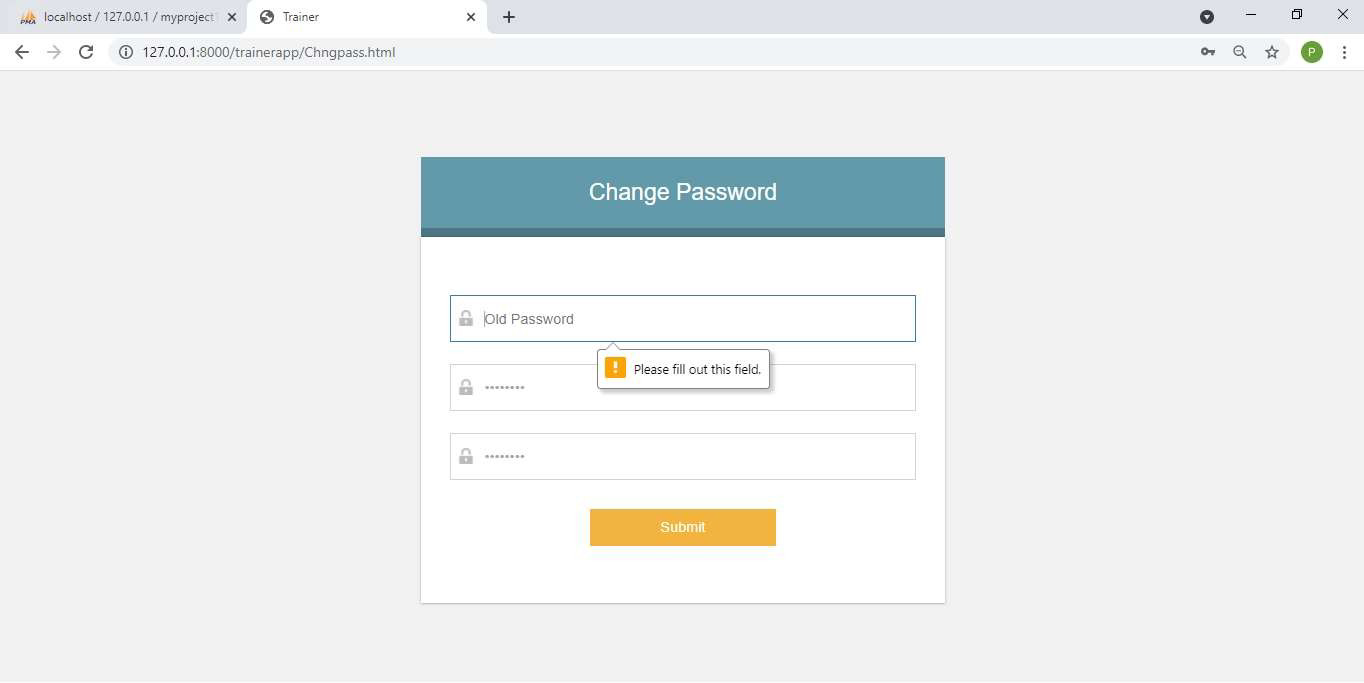 localhost / 127.0.0.1 / myproject1
Trainer
127.0.0.1:8000/trainerapp/Chngpass.html
P
Change Password
Old Password
Please fill out this field.
••••••••
••••••••
Submit